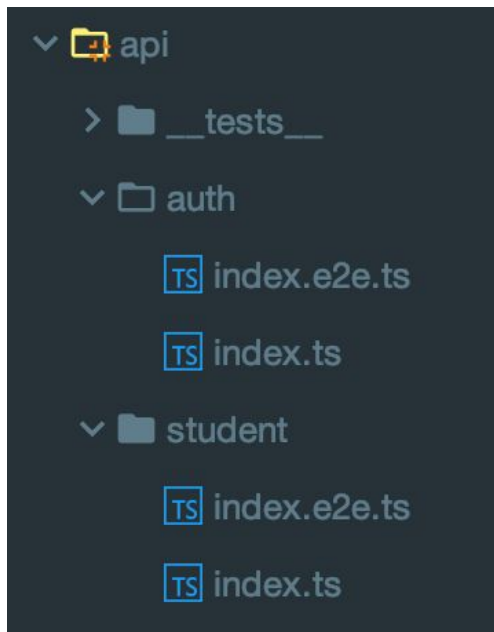 api
__tests__
auth
TS index.e2e.ts
TS index.ts
student
TS index.e2e.ts
TS index.ts